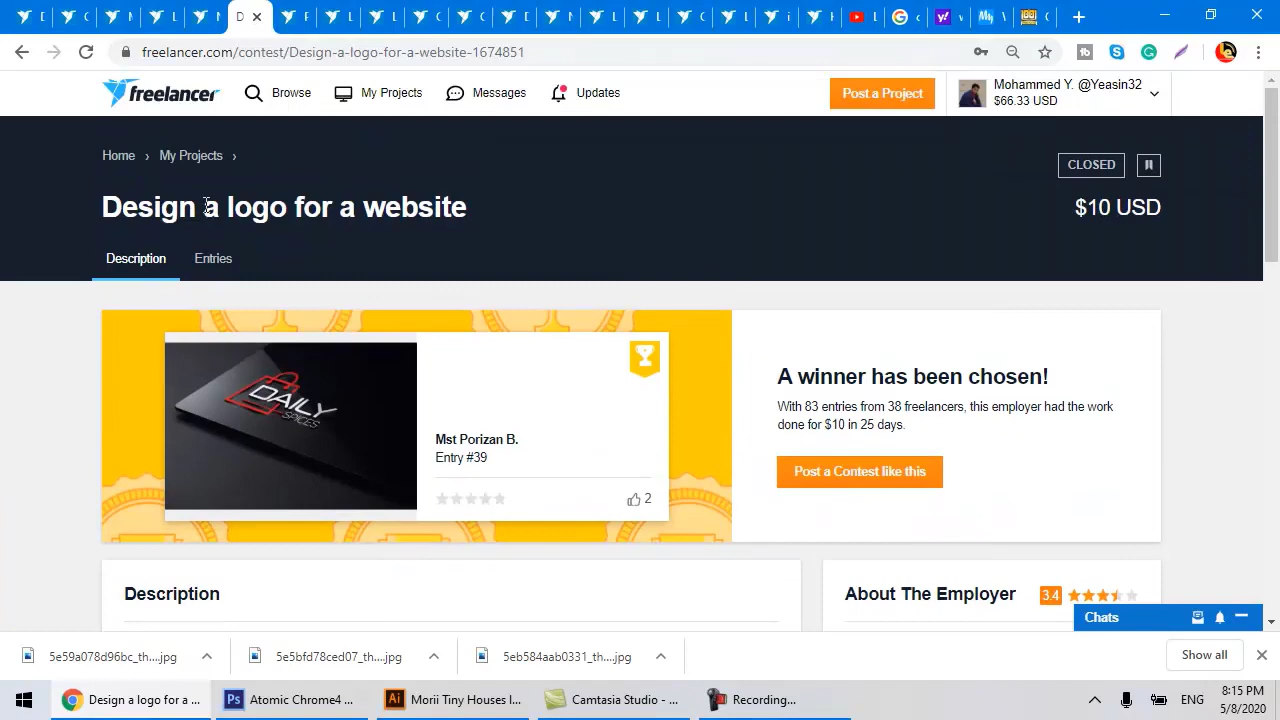 D
freelancer.com/contest/Design-a-logo-for-a-website-1674851
freelancer
Browse
My Projects
Messages
Updates
Post a Project
Mohammed Y. @Yeasin32
$66.33 USD
Home › My Projects ›
CLOSED
Design a logo for a website
$10 USD
Description
Entries
DAILY
SPICES
Mst Porizan B.
Entry #39
2
A winner has been chosen!
With 83 entries from 38 freelancers, this employer had the work
done for $10 in 25 days.
Post a Contest like this
Description
About The Employer
3.4
Chats
5e59a078d96bc_th....jpg
5e5bfd78ced07_th....jpg
5eb584aab0331_th....jpg
Show all
Design a logo for a ...
Ps
Atomic Chrome4 ...
Ai
Morii Tiny Houses l...
Camtasia Studio - ...
Recording...
ENG
8:15 PM
5/8/2020